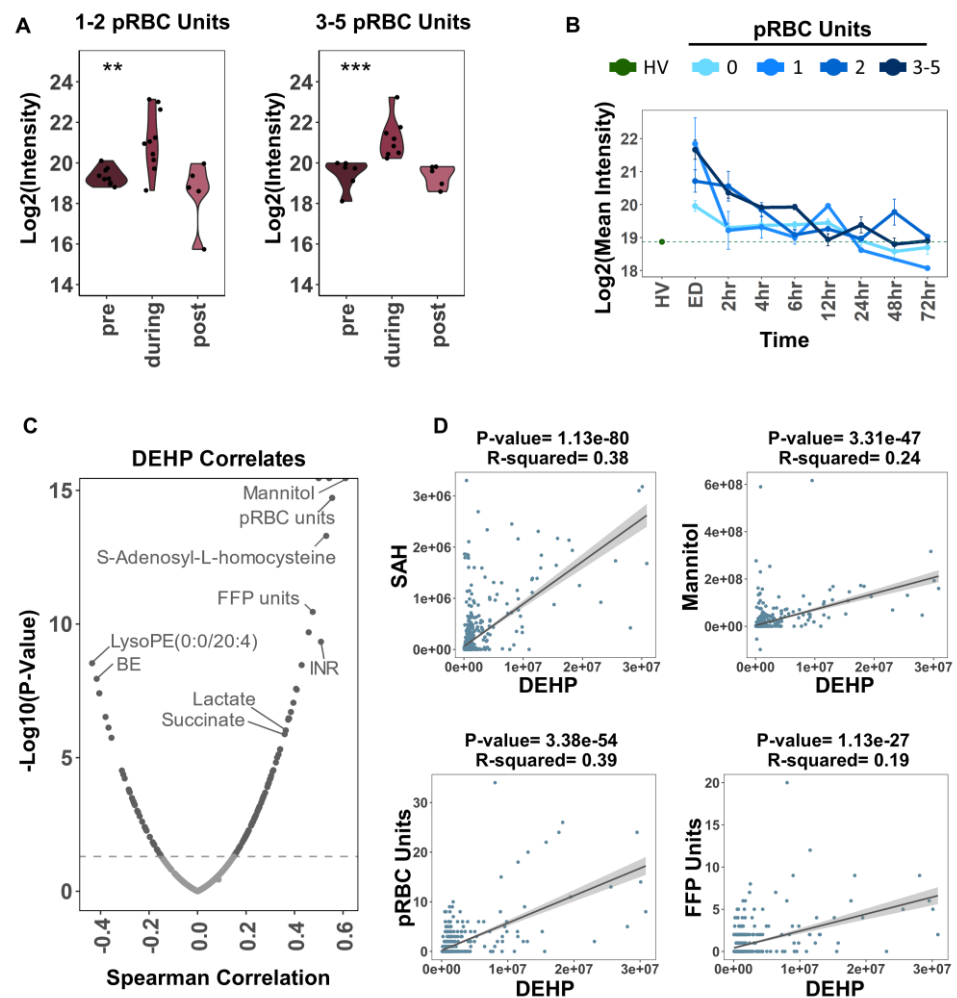 A
1-2 pRBC Units
3-5 pRBC Units
**
***
Log2(Intensity)
24
22
20
18
16
14
pre
during
post
Log2(Intensity)
24
22
20
18
16
14
pre
during
post
B
pRBC Units
HV 0 1 2 3-5
Log2(Mean Intensity)
22
21
20
19
18
HV
ED
2hr
4hr
6hr
12hr
24hr
48hr
72hr
Time
C
DEHP Correlates
-Log10(P-Value)
15
10
5
0
Mannitol
pRBC units
S-Adenosyl-L-homocysteine
FFP units
LysoPE(0:0/20:4)
BE
INR
Lactate
Succinate
-0.4
-0.2
0.0
0.2
0.4
0.6
Spearman Correlation
D
P-value= 1.13e-80
R-squared= 0.38
SAH
3e+06
2e+06
1e+06
0e+00
0e+00 1e+07 2e+07 3e+07
DEHP
P-value= 3.31e-47
R-squared= 0.24
Mannitol
6e+08
4e+08
2e+08
0e+00
0e+00 1e+07 2e+07 3e+07
DEHP
P-value= 3.38e-54
R-squared= 0.39
pRBC Units
30
20
10
0
0e+00 1e+07 2e+07 3e+07
DEHP
P-value= 1.13e-27
R-squared= 0.19
FFP Units
20
15
10
5
0
0e+00 1e+07 2e+07 3e+07
DEHP